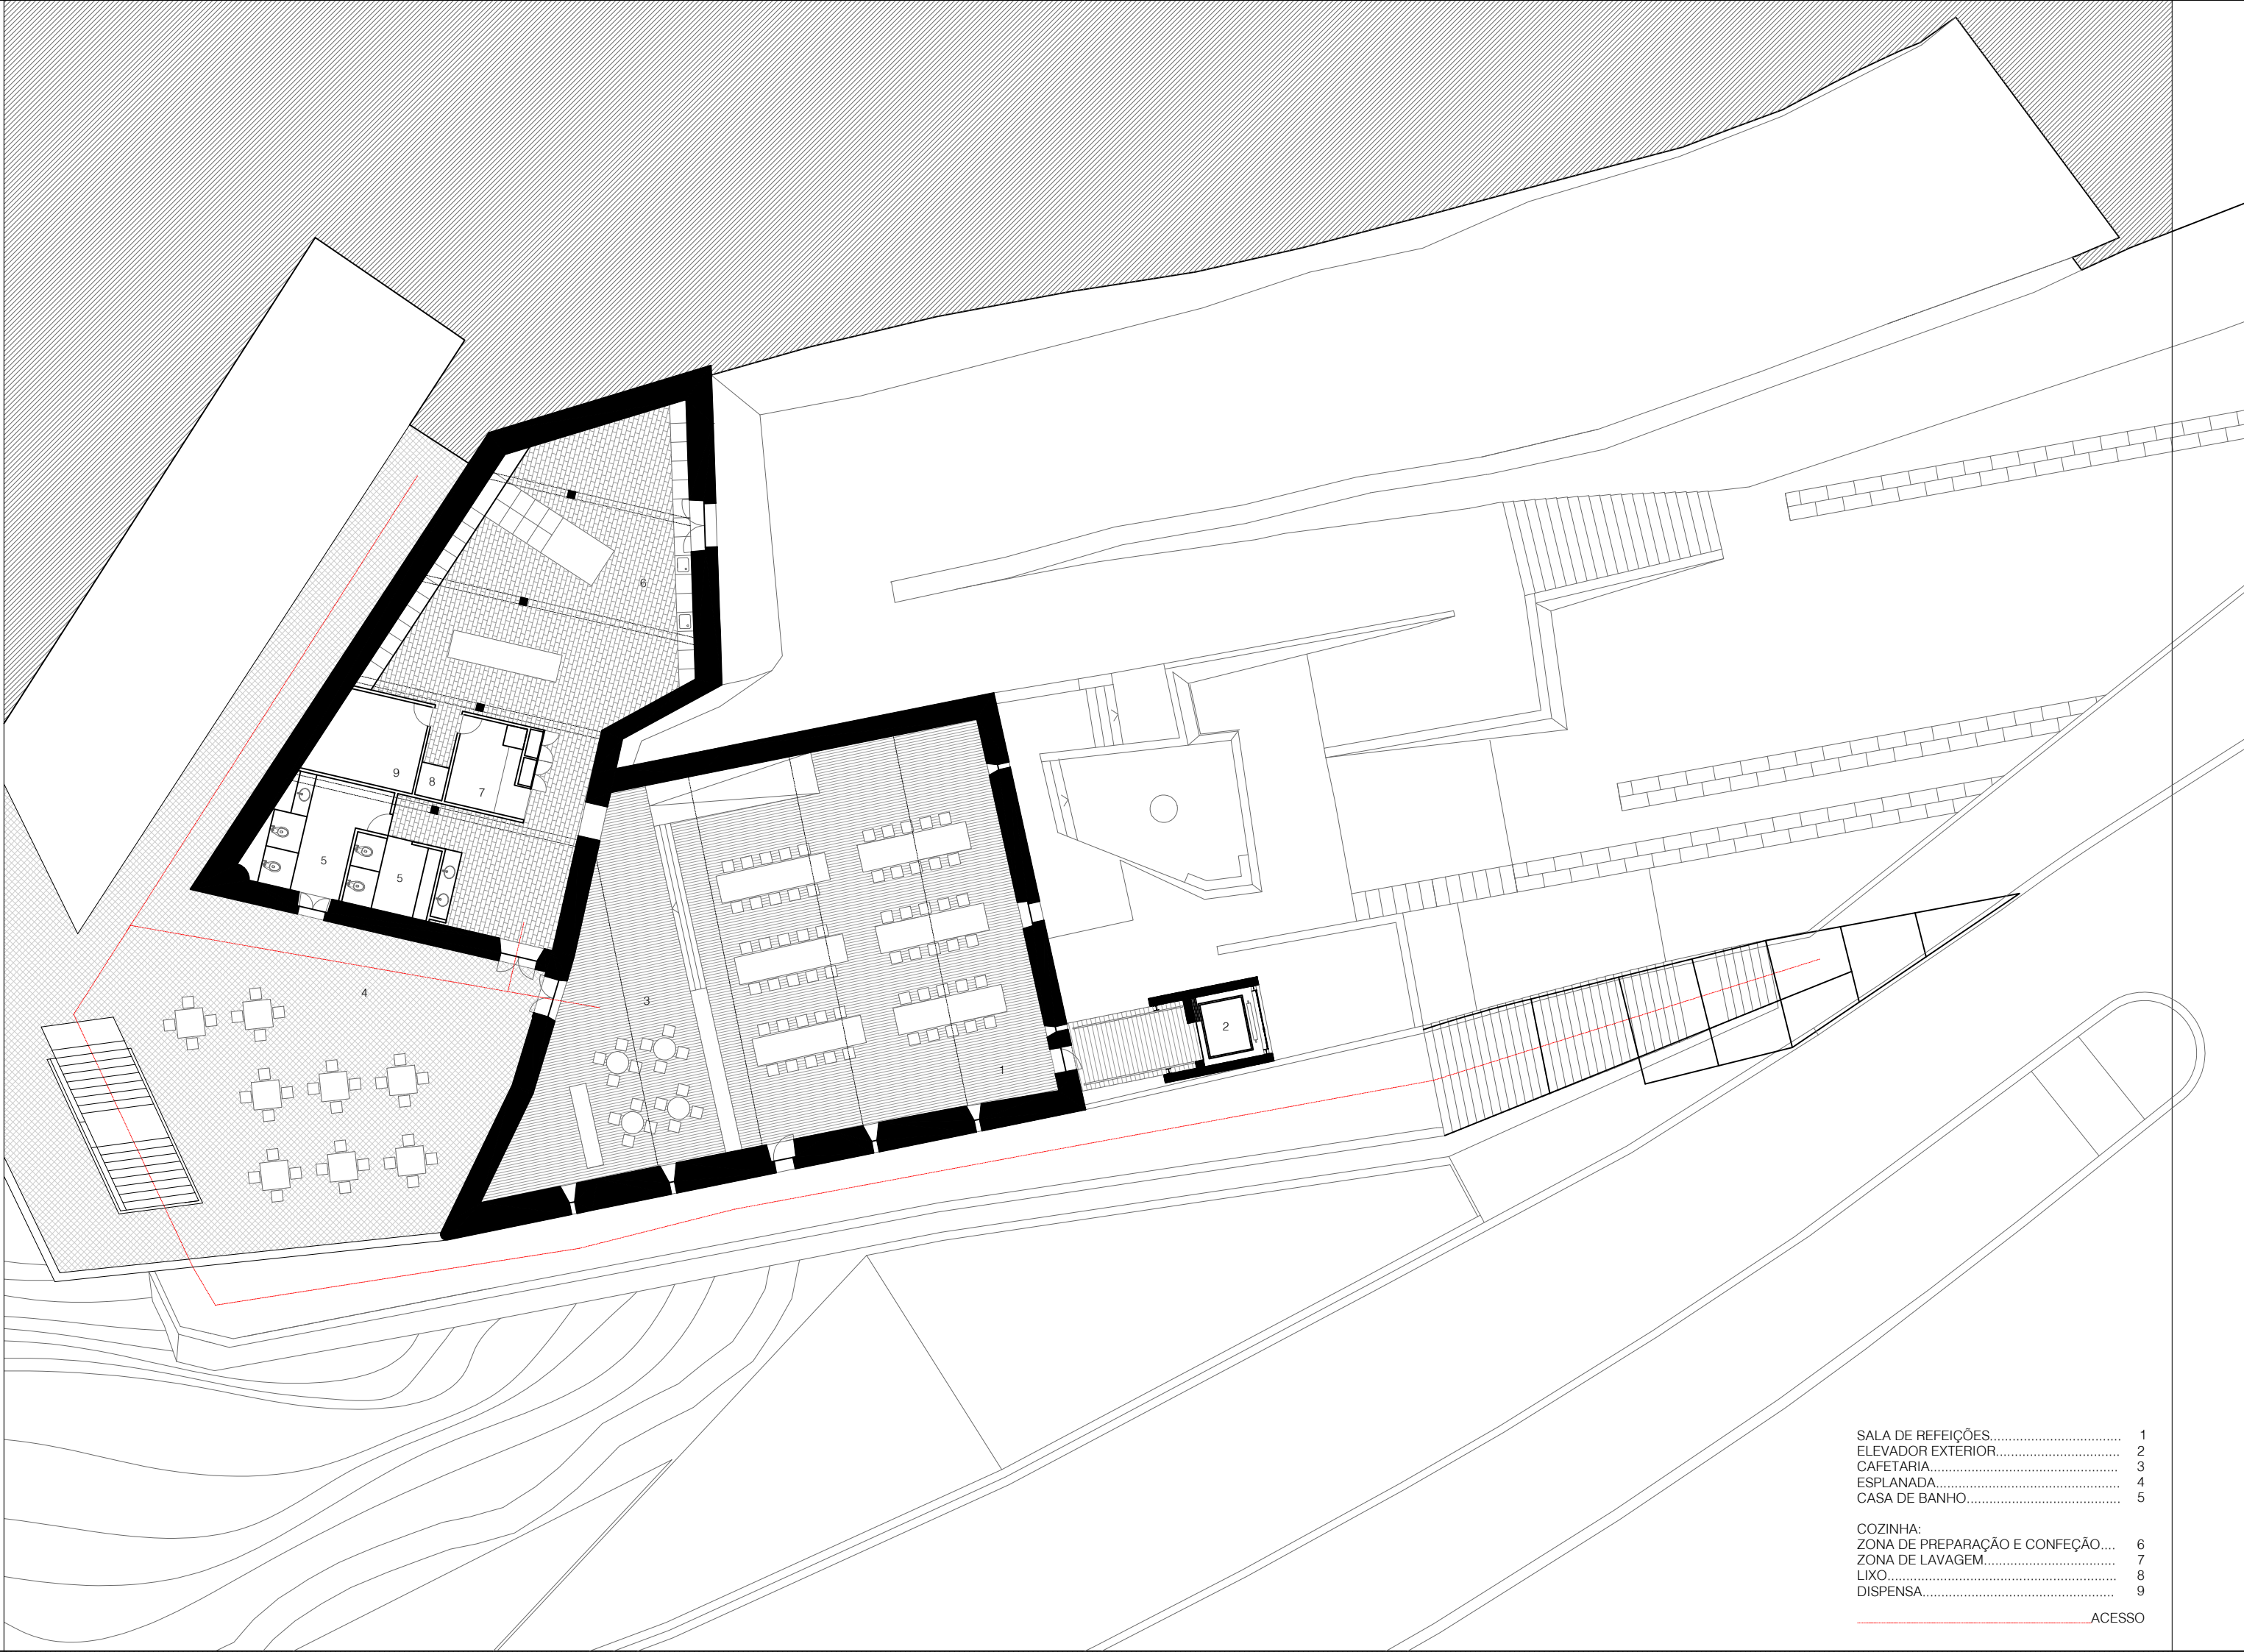 6
9
8
7
5
5
4
3
2
1
SALA DE REFEIÇÕES................................... 1
ELEVADOR EXTERIOR................................. 2
CAFETARIA.................................................. 3
ESPLANADA................................................. 4
CASA DE BANHO......................................... 5
COZINHA:
ZONA DE PREPARAÇÃO E CONFEÇÃO.... 6
ZONA DE LAVAGEM................................... 7
LIXO............................................................. 8
DISPENSA................................................... 9
ACESSO